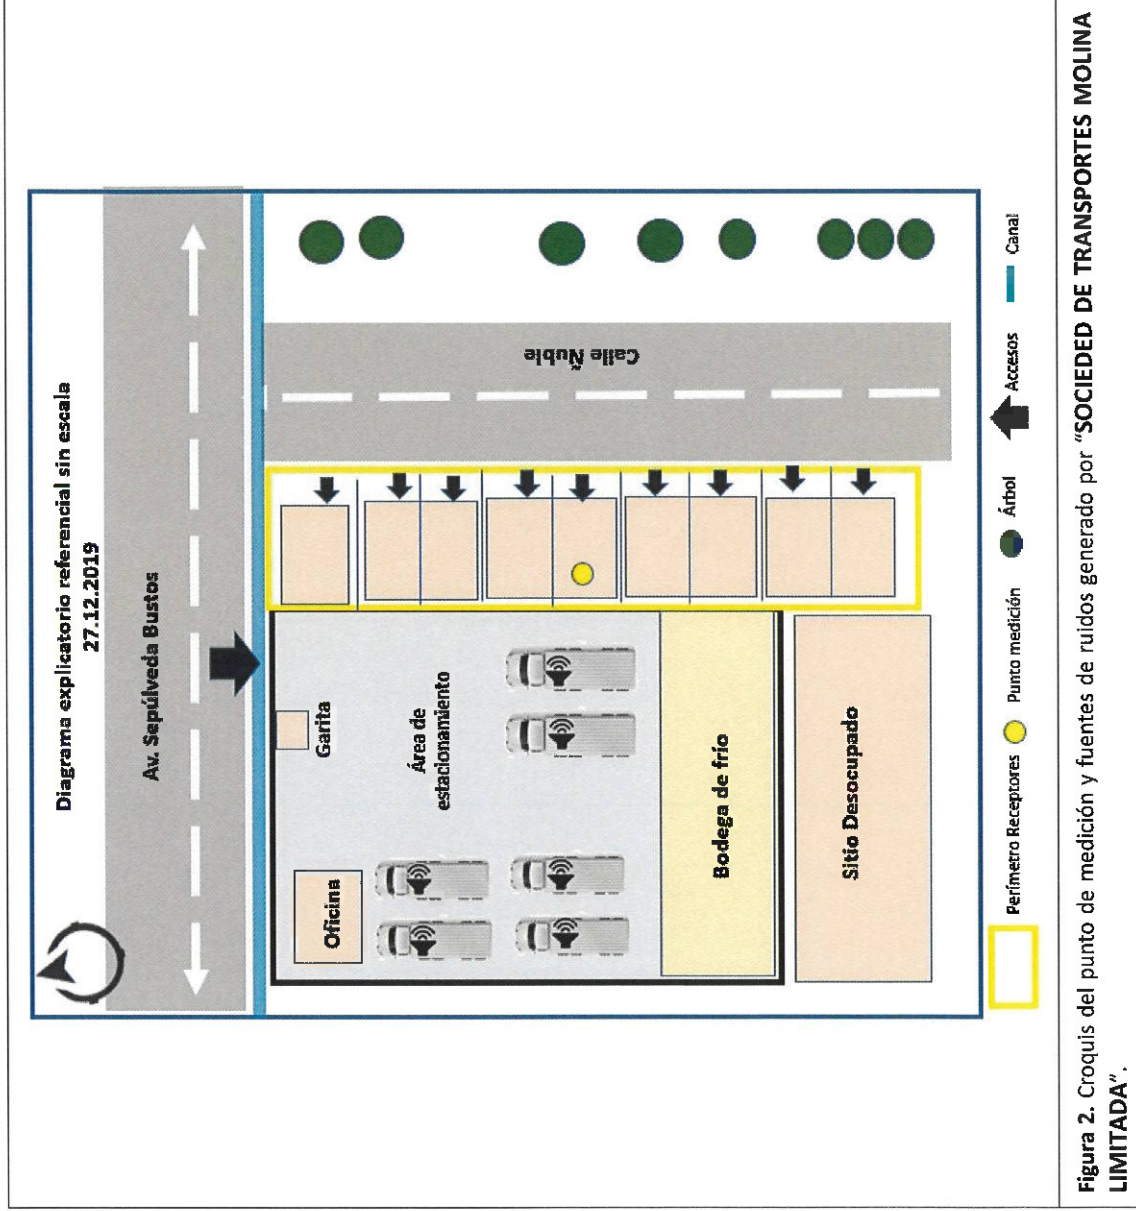 Diagrama explicatorio referencial sin escala
27.12.2019
Av. Sepúlveda Bustos
Garita
Oficina
Área de
estacionamiento
Calle Ñuble
Bodega de frío
Sitio Desocupado
Perímetro Receptores
Punto medición
Árbol
Accesos
Canal
Figura 2. Croquis del punto de medición y fuentes de ruidos generado por "SOCIEDED DE TRANSPORTES MOLINA
LIMITADA".